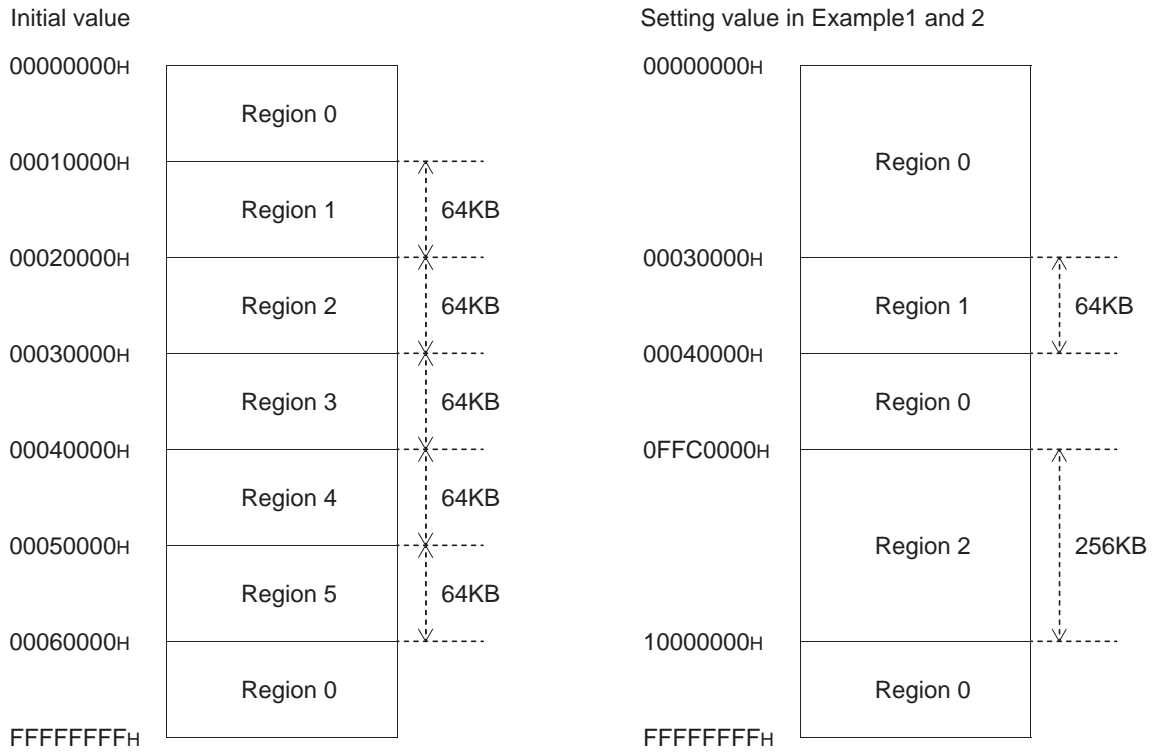 Initial value
00000000H
Region 0
00010000H
Region 1
64KB
00020000H
Region 2
64KB
00030000H
Region 3
64KB
00040000H
Region 4
64KB
00050000H
Region 5
64KB
00060000H
Region 0
FFFFFFFFH
Setting value in Example1 and 2
00000000H
Region 0
00030000H
Region 1
64KB
00040000H
Region 0
0FFC0000H
Region 2
256KB
10000000H
Region 0
FFFFFFFFH